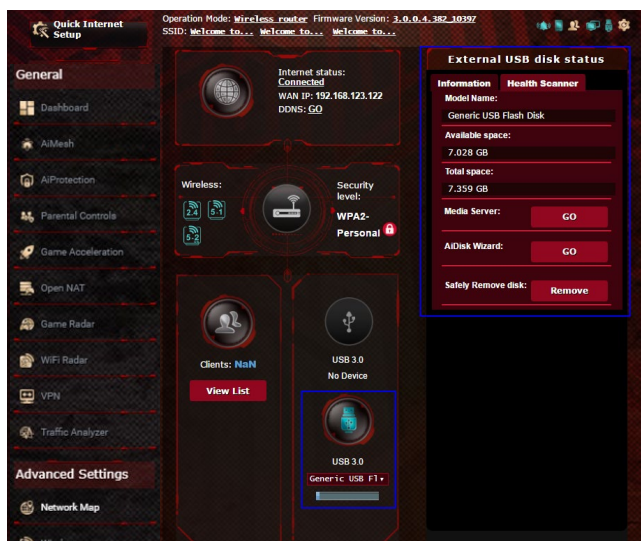 Quick Internet
Setup
Operation Mode: Wireless router Firmware Version: 3.0.0.4.382_10397
SSID: Welcome to... Welcome to... Welcome to...
General
Dashboard
AiMesh
AiProtection
Parental Controls
Game Acceleration
Open NAT
Game Radar
WiFi Radar
VPN
Traffic Analyzer
Advanced Settings
Network Map
Internet status:
Connected
WAN IP: 192.168.123.122
DDNS: GO
Wireless:
2.4 5-1
5-2
Security
level:
WPA2-
Personal
Clients: NaN
View List
USB 3.0
No Device
USB 3.0
Generic USB Fl
External USB disk status
Information Health Scanner
Model Name:
Generic USB Flash Disk
Available space:
7.028 GB
Total space:
7.359 GB
Media Server: GO
AiDisk Wizard: GO
Safely Remove disk: Remove